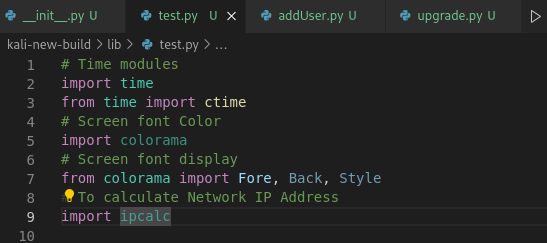 __init__.py U test.py U × addUser.py U upgrade.py U
kali-new-build > lib > test.py > ...
1 # Time modules
2 import time
3 from time import ctime
4 # Screen font Color
5 import colorama
6 # Screen font display
7 from colorama import Fore, Back, Style
8 # To calculate Network IP Address
9 import ipcalc
10